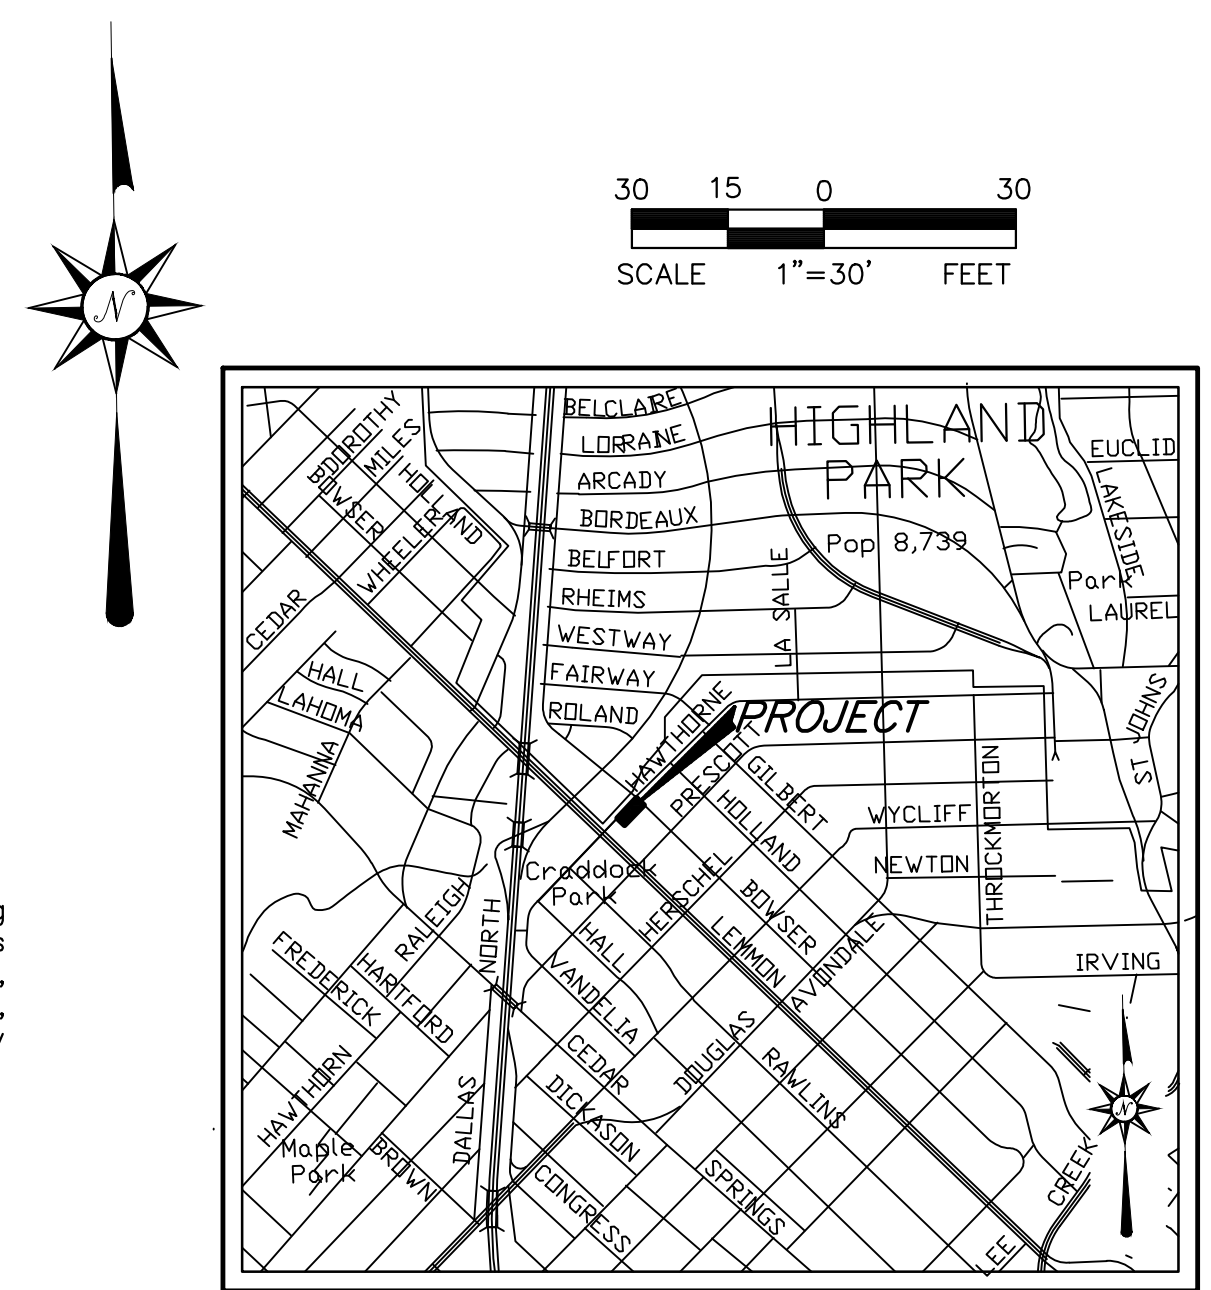 30 15 0 30
SCALE 1”=30’ FEET
N
HIGHLAND
PARK
Pop 8,739
BELCLAIRE
LORRAINE
ARCADY
BORDEAUX
BELFORT
RHEIMS
WESTWAY
FAIRWAY
ROLAND
LA SALLE
EUCLID
LAKESIDE
Park
LAUREL
ST JOHNS
DOROTHY
MILES
HOLLAND
BOWSER
WHEELER
CEDAR
HALL
LAHOMA
MAHANNA
HAWTHORNE
PROJECT
PRESCOTT
GILBERT
HOLLAND
WYCLIFF
NEWTON
THROCKMORTON
IRVING
Craddock
Park
HERSCHEL
BOWSER
LEMMON
AVONDALE
HALL
VANDELIA
CEDAR
DICKASON
DOUGLAS
RAWLINS
CONGRESS
SPRINGS
RALEIGH
NORTH
DALLAS
FREDERICK
HARTFORD
HAWTHORN
Maple
Park
BROWN
CREEK
LEE
N